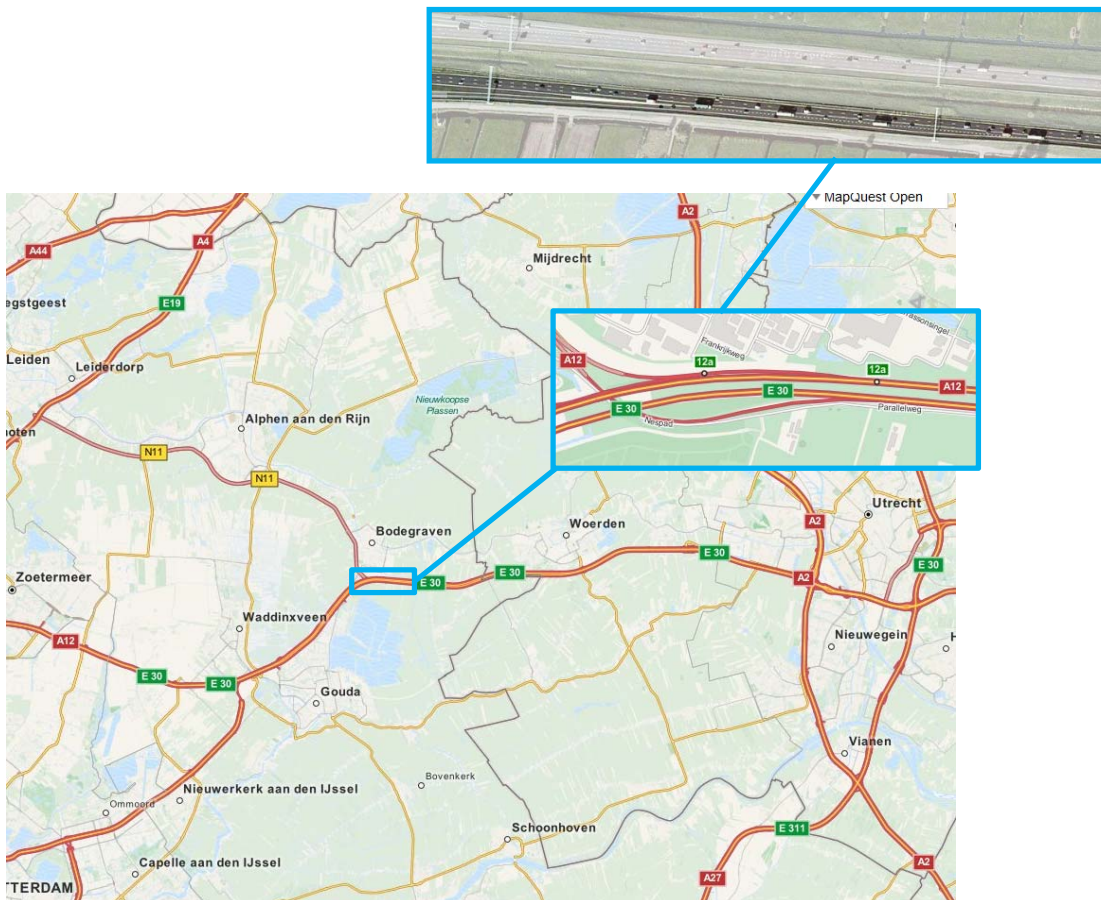 MapQuest Open
A2
A44
A4
Mijdrecht
egstgeest
E19
Leiden
Leiderdorp
Nieuwkoopse
Plassen
Alphen aan den Rijn
oten
N11
N11
Frankrijkweg
A12
12a
12a
A12
E 30
E 30
Parallelweg
Nespad
Utrecht
A2
Bodegraven
Woerden
E 30
E 30
E 30
E 30
A2
Zoetermeer
Waddinxveen
Nieuwegein
H
A12
E 30
E 30
Gouda
Vianen
Bovenkerk
Nieuwerkerk aan den IJssel
Ommoord
Schoonhoven
E 311
Capelle aan den IJssel
A2
TTERDAM
A27